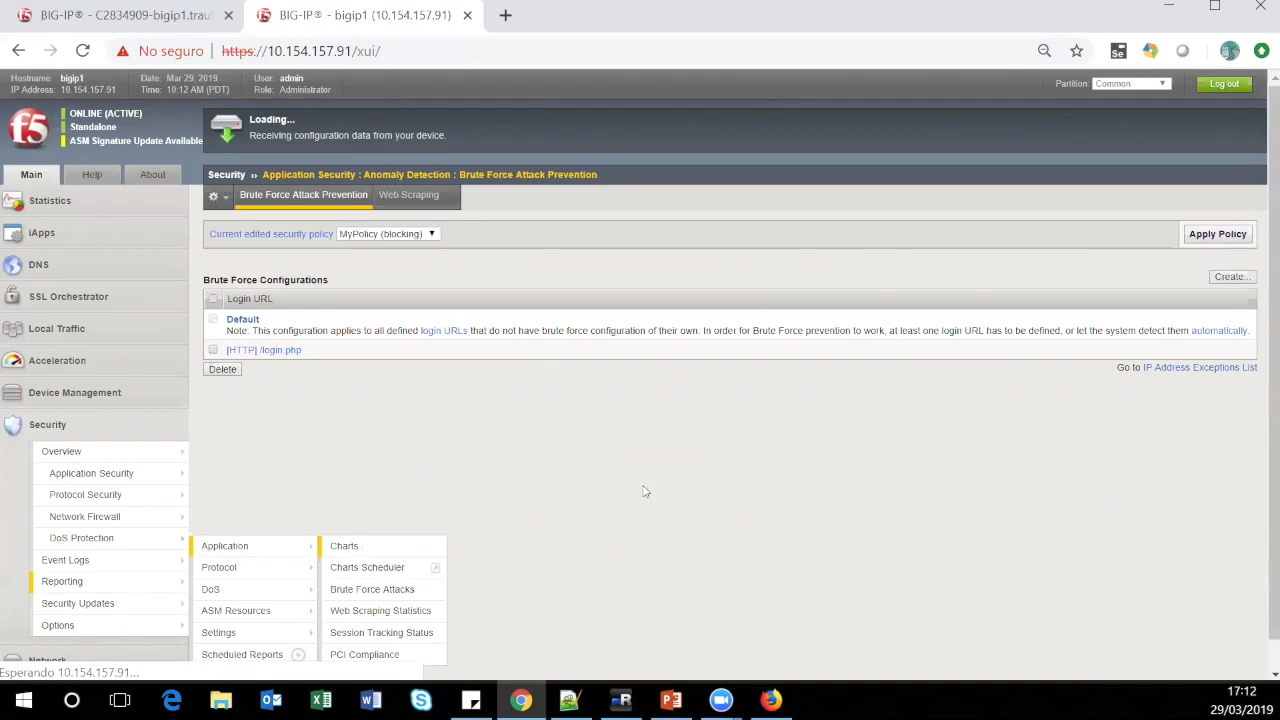 BIG-IP® - C2834909-bigip1.traut
BIG-IP® - bigip1 (10.154.157.91)
No seguro | https://10.154.157.91/xui/
Se
Hostname: bigip1
IP Address: 10.154.157.91
Date: Mar 29, 2019
Time: 10:12 AM (PDT)
User: admin
Role: Administrator
Partition: Common
Log out
f5
ONLINE (ACTIVE)
Standalone
ASM Signature Update Available
Loading...
Receiving configuration data from your device.
Main
Help
About
Security ›› Application Security : Anomaly Detection : Brute Force Attack Prevention
Brute Force Attack Prevention
Web Scraping
Statistics
iApps
DNS
SSL Orchestrator
Local Traffic
Acceleration
Device Management
Security
Overview
Application Security
Protocol Security
Network Firewall
DoS Protection
Event Logs
Reporting
Security Updates
Options
Network
Current edited security policy MyPolicy (blocking)
Apply Policy
Brute Force Configurations
Create...
Login URL
Default
Note: This configuration applies to all defined login URLs that do not have brute force configuration of their own. In order for Brute Force prevention to work, at least one login URL has to be defined, or let the system detect them automatically.
[HTTP] /login.php
Delete
Go to IP Address Exceptions List
Application
Protocol
DoS
ASM Resources
Settings
Scheduled Reports
Charts
Charts Scheduler
Brute Force Attacks
Web Scraping Statistics
Session Tracking Status
PCI Compliance
Esperando 10.154.157.91...
17:12
29/03/2019